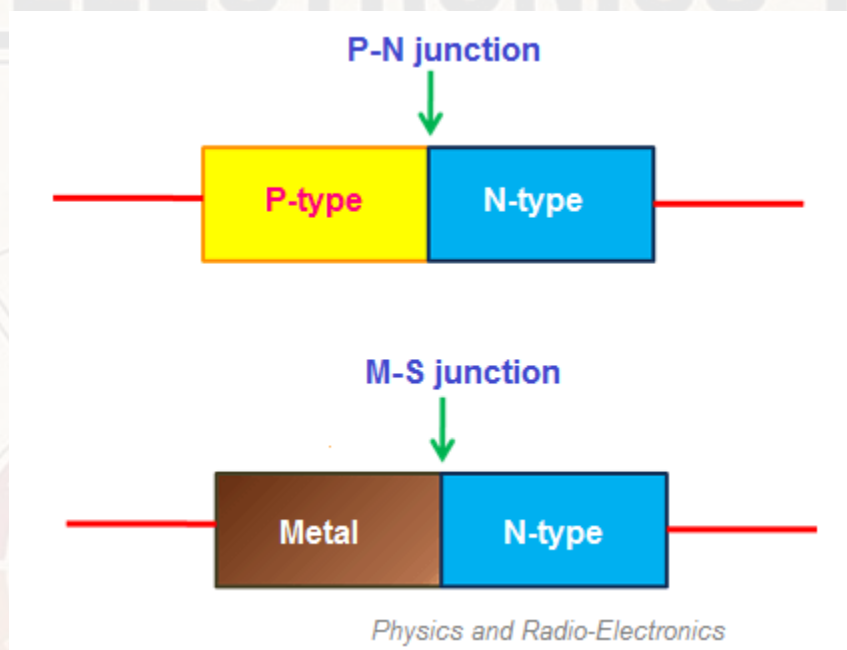 P-N junction
P-type N-type
M-S junction
Metal N-type
Physics and Radio-Electronics